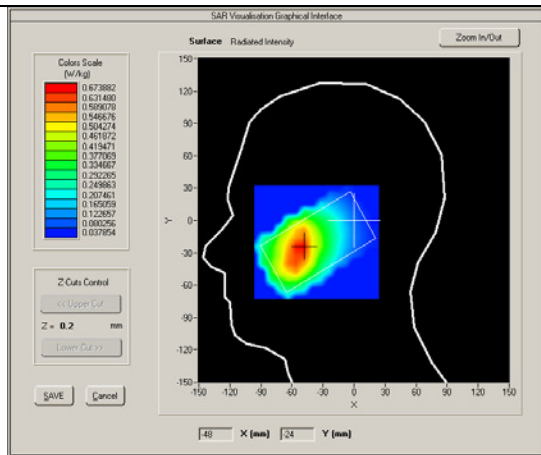 SAR Visualisation Graphical Interface
Surface Radiated Intensity
Zoom In/Out
Colors Scale
(W/kg)
0.673882
0.631480
0.589078
0.546676
0.504274
0.461872
0.419471
0.377069
0.334667
0.292265
0.249863
0.207461
0.165059
0.122657
0.080256
0.037854
Z Cuts Control
<< Upper Cut
Z = 0.2 mm
Lower Cut >>
SAVE Cancel
150-
120-
90-
60-
30-
Y 0-
-30-
-60-
-90-
-120-
-150-
-150 -120 -90 -60 -30 0 30 60 90 120 150
X
-48 X (mm) -24 Y (mm)